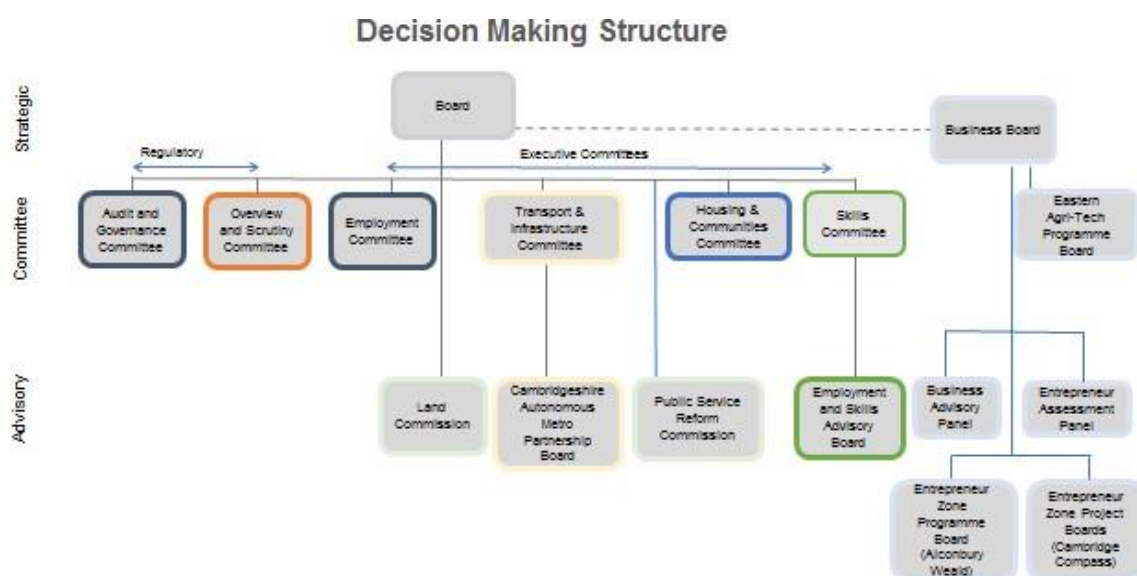 Decision Making Structure
Strategic
Board
Business Board
Regulatory
Executive Committees
Committee
Audit and
Governance
Committee
Overview
and Scrutiny
Committee
Employment
Committee
Transport &
Infrastructure
Committee
Housing &
Communities
Committee
Skills
Committee
Eastern
Agri-Tech
Programme
Board
Advisory
Land
Commission
Cambridgeshire
Autonomous
Metro
Partnership
Board
Public Service
Reform
Commission
Employment
and Skills
Advisory
Board
Business
Advisory
Panel
Entrepreneur
Assessment
Panel
Entrepreneur
Zone
Programme
Board
(Alconbury
Weald)
Entrepreneur
Zone Project
Boards
(Cambridge
Compass)